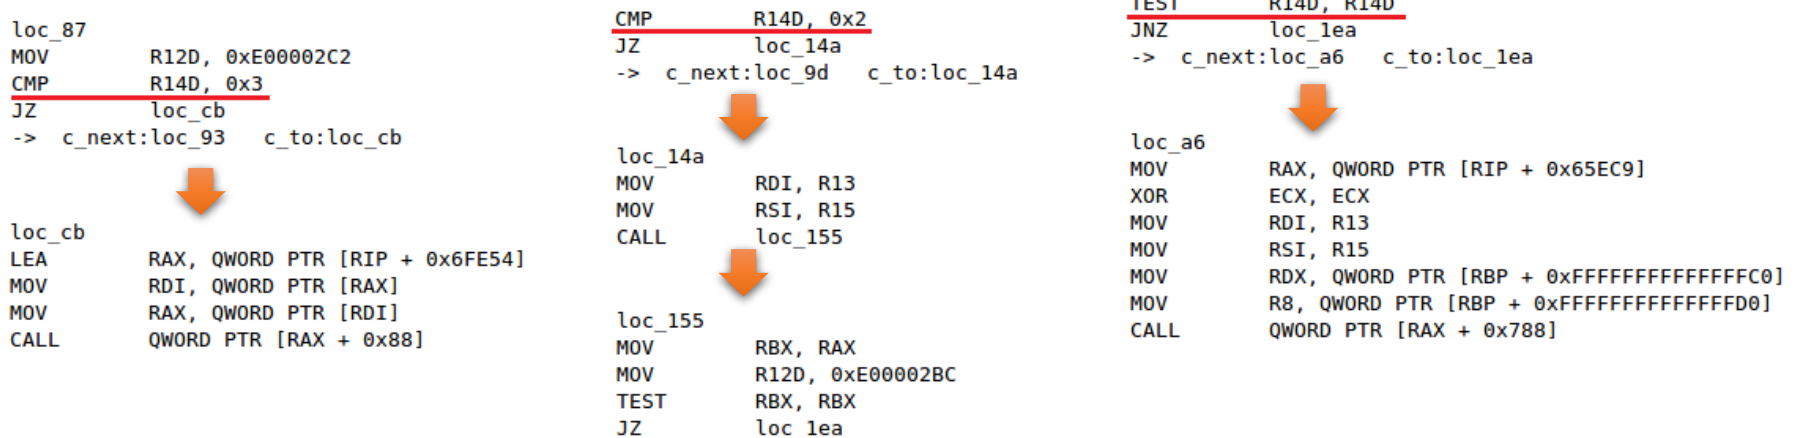 loc_87
MOV R12D, 0xE00002C2
CMP R14D, 0x3
JZ loc_cb
-> c_next:loc_93 c_to:loc_cb
loc_cb
LEA RAX, QWORD PTR [RIP + 0x6FE54]
MOV RDI, QWORD PTR [RAX]
MOV RAX, QWORD PTR [RDI]
CALL QWORD PTR [RAX + 0x88]
CMP R14D, 0x2
JZ loc_14a
-> c_next:loc_9d c_to:loc_14a
loc_14a
MOV RDI, R13
MOV RSI, R15
CALL loc_155
loc_155
MOV RBX, RAX
MOV R12D, 0xE00002BC
TEST RBX, RBX
JZ loc_1ea
TEST R14D, R14D
JNZ loc_1ea
-> c_next:loc_a6 c_to:loc_1ea
loc_a6
MOV RAX, QWORD PTR [RIP + 0x65EC9]
XOR ECX, ECX
MOV RDI, R13
MOV RSI, R15
MOV RDX, QWORD PTR [RBP + 0xFFFFFFFFFFFFFFC0]
MOV R8, QWORD PTR [RBP + 0xFFFFFFFFFFFFFFD0]
CALL QWORD PTR [RAX + 0x788]